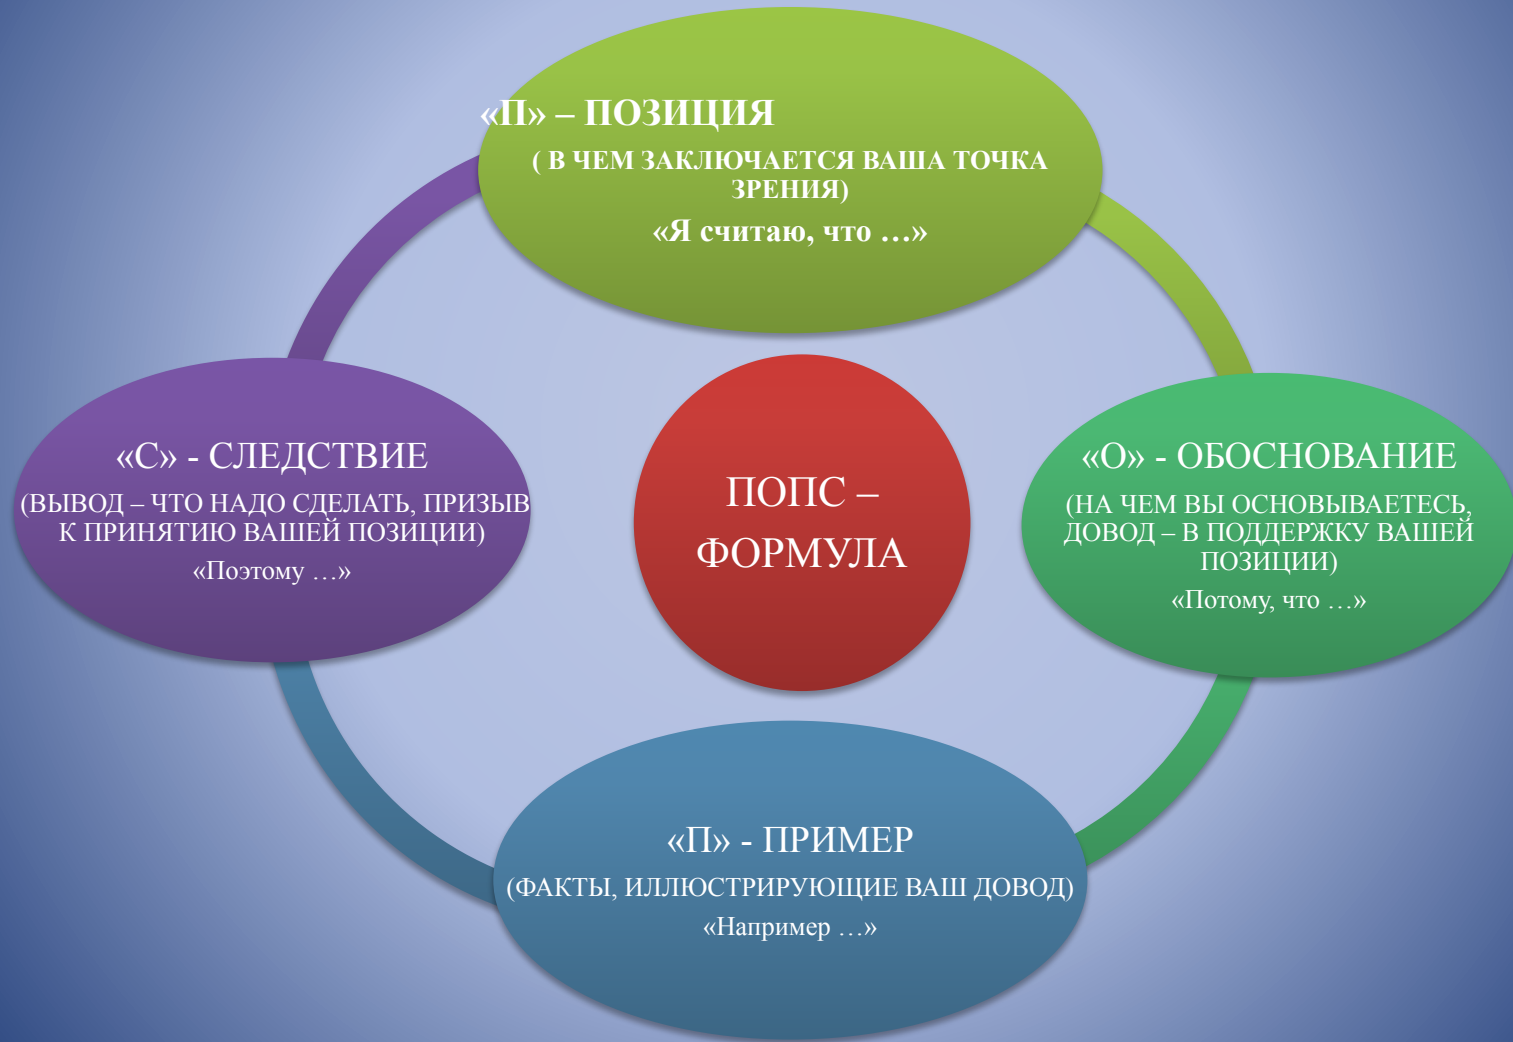 «П» – ПОЗИЦИЯ
( В ЧЕМ ЗАКЛЮЧАЕТСЯ ВАША ТОЧКА
ЗРЕНИЯ)
«Я считаю, что …»
«О» - ОБОСНОВАНИЕ
(НА ЧЕМ ВЫ ОСНОВЫВАЕТЕСЬ,
ДОВОД – В ПОДДЕРЖКУ ВАШЕЙ
ПОЗИЦИИ)
«Потому, что …»
«П» - ПРИМЕР
(ФАКТЫ, ИЛЛЮСТРИРУЮЩИЕ ВАШ ДОВОД)
«Например …»
«С» - СЛЕДСТВИЕ
(ВЫВОД – ЧТО НАДО СДЕЛАТЬ, ПРИЗЫВ
К ПРИНЯТИЮ ВАШЕЙ ПОЗИЦИИ)
«Поэтому …»
ПОПС –
ФОРМУЛА